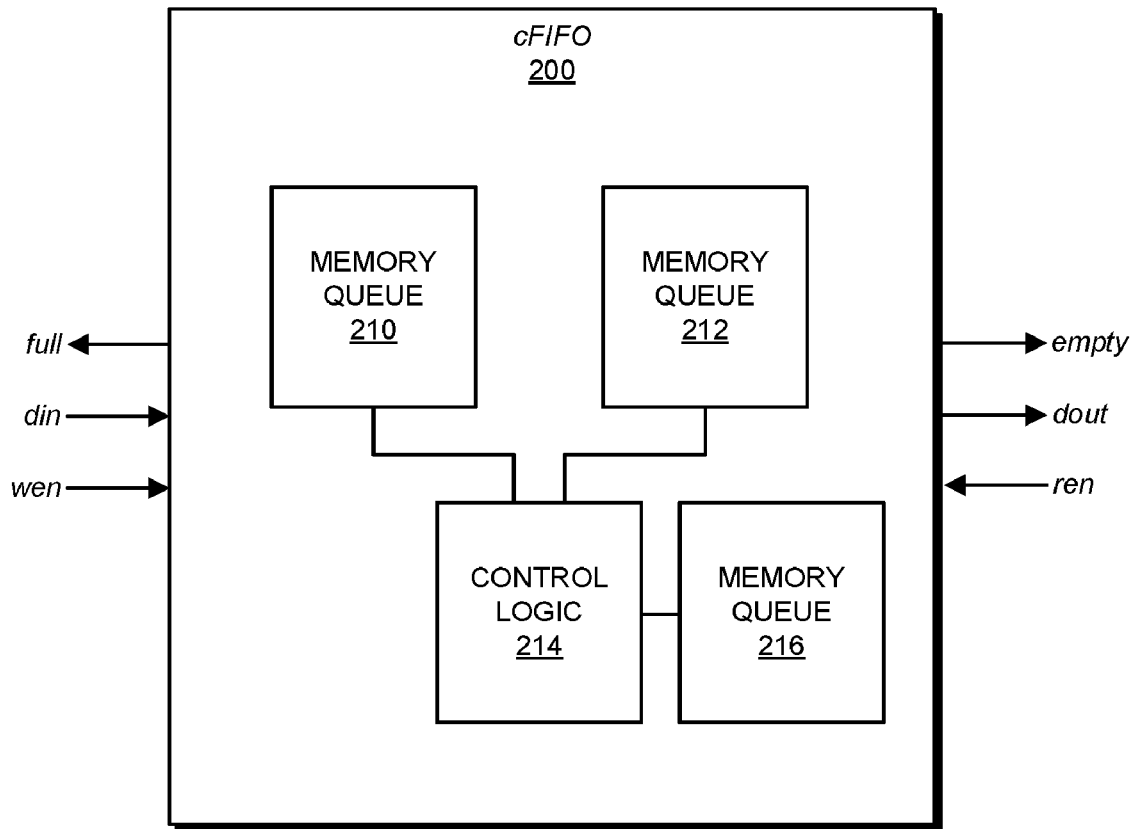 cFIFO
200
MEMORY
QUEUE
210
MEMORY
QUEUE
212
full
din
wen
empty
dout
ren
CONTROL
LOGIC
214
MEMORY
QUEUE
216